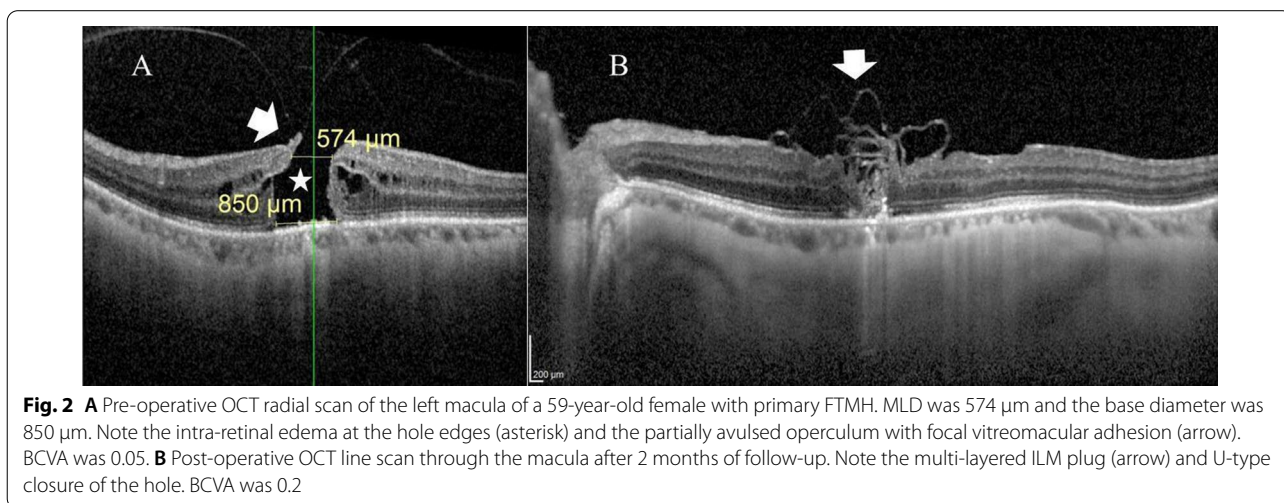 A
B
574 µm
850 µm
200 µm
Fig. 2 A Pre-operative OCT radial scan of the left macula of a 59-year-old female with primary FTMH. MLD was 574 µm and the base diameter was
850 µm. Note the intra-retinal edema at the hole edges (asterisk) and the partially avulsed operculum with focal vitreomacular adhesion (arrow).
BCVA was 0.05. B Post-operative OCT line scan through the macula after 2 months of follow-up. Note the multi-layered ILM plug (arrow) and U-type
closure of the hole. BCVA was 0.2